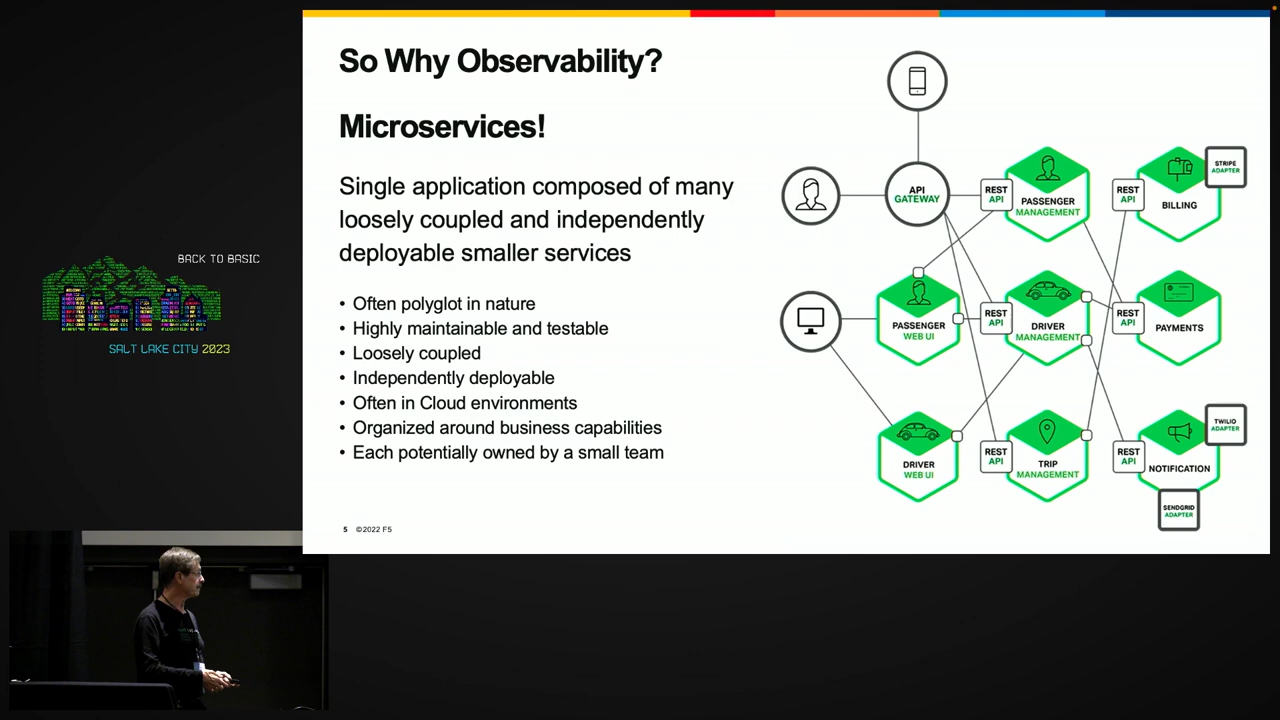 So Why Observability?
Microservices!
Single application composed of many
loosely coupled and independently
deployable smaller services
• Often polyglot in nature
• Highly maintainable and testable
• Loosely coupled
• Independently deployable
• Often in Cloud environments
• Organized around business capabilities
• Each potentially owned by a small team
5 ©2022 F5
API
GATEWAY
REST
API
PASSENGER
MANAGEMENT
REST
API
BILLING
STRIPE
ADAPTER
PASSENGER
WEB UI
REST
API
DRIVER
MANAGEMENT
REST
API
PAYMENTS
DRIVER
WEB UI
REST
API
TRIP
MANAGEMENT
REST
API
NOTIFICATION
TWILIO
ADAPTER
SENDGRID
ADAPTER
BACK TO BASIC
SALT LAKE CITY 2023